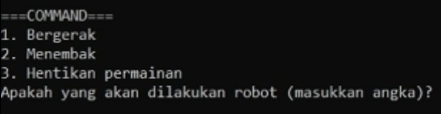 ===COMMAND===
1. Bergerak
2. Menembak
3. Hentikan permainan
Apakah yang akan dilakukan robot (masukkan angka)?